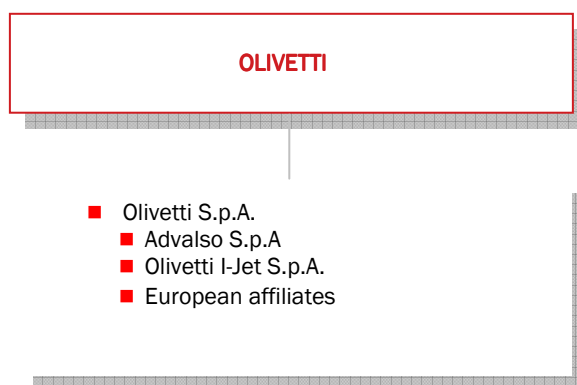 OLIVETTI
Olivetti S.p.A.
Advalso S.p.A
Olivetti I-Jet S.p.A.
European affiliates